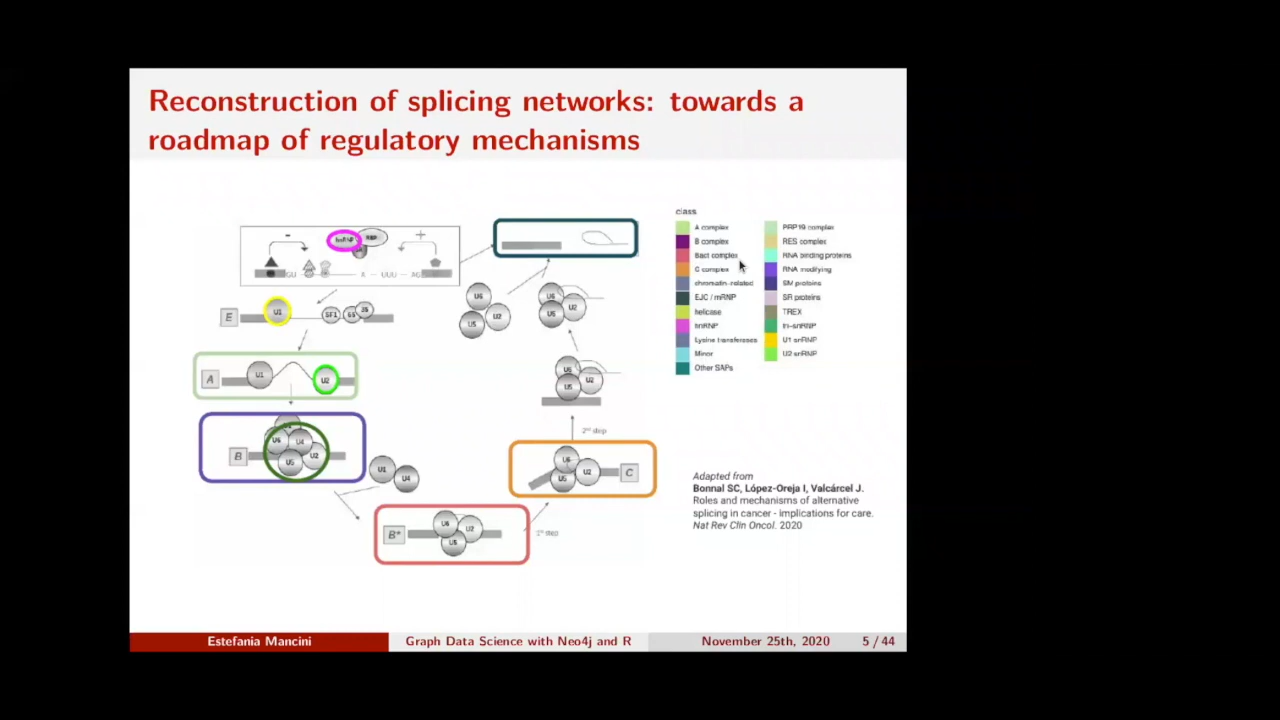 Reconstruction of splicing networks: towards a
roadmap of regulatory mechanisms
-
+
hnRNP
A – UUU – AG
E
U1
SF1
65
35
A
U1
U2
B
U6
U4
U2
U5
U1
U4
B*
U6
U2
U5
1st step
U6
U5
U2
C
2nd step
U6
U5
U2
U6
U5
U2
U6
U2
U5
class
A complex
B complex
Bact complex
C complex
chromatin-related
EJC / mRNP
helicase
hnRNP
Lysine transferases
Minor
Other SAPs
PRP19 complex
RES complex
RNA binding proteins
RNA modifying
SM proteins
SR proteins
TREX
tri-snRNP
U1 snRNP
U2 snRNP
Adapted from
Bonnal SC, López-Oreja I, Valcárcel J.
Roles and mechanisms of alternative
splicing in cancer - implications for care.
Nat Rev Clin Oncol. 2020
Estefania Mancini
Graph Data Science with Neo4j and R
November 25th, 2020
5 / 44